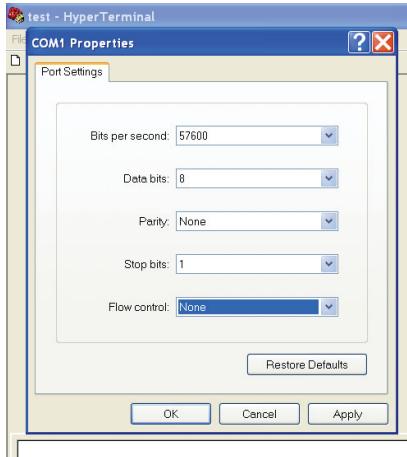 test - HyperTerminal
File
COM1 Properties
Port Settings
Bits per second: 57600
Data bits: 8
Parity: None
Stop bits: 1
Flow control: None
Restore Defaults
OK Cancel Apply